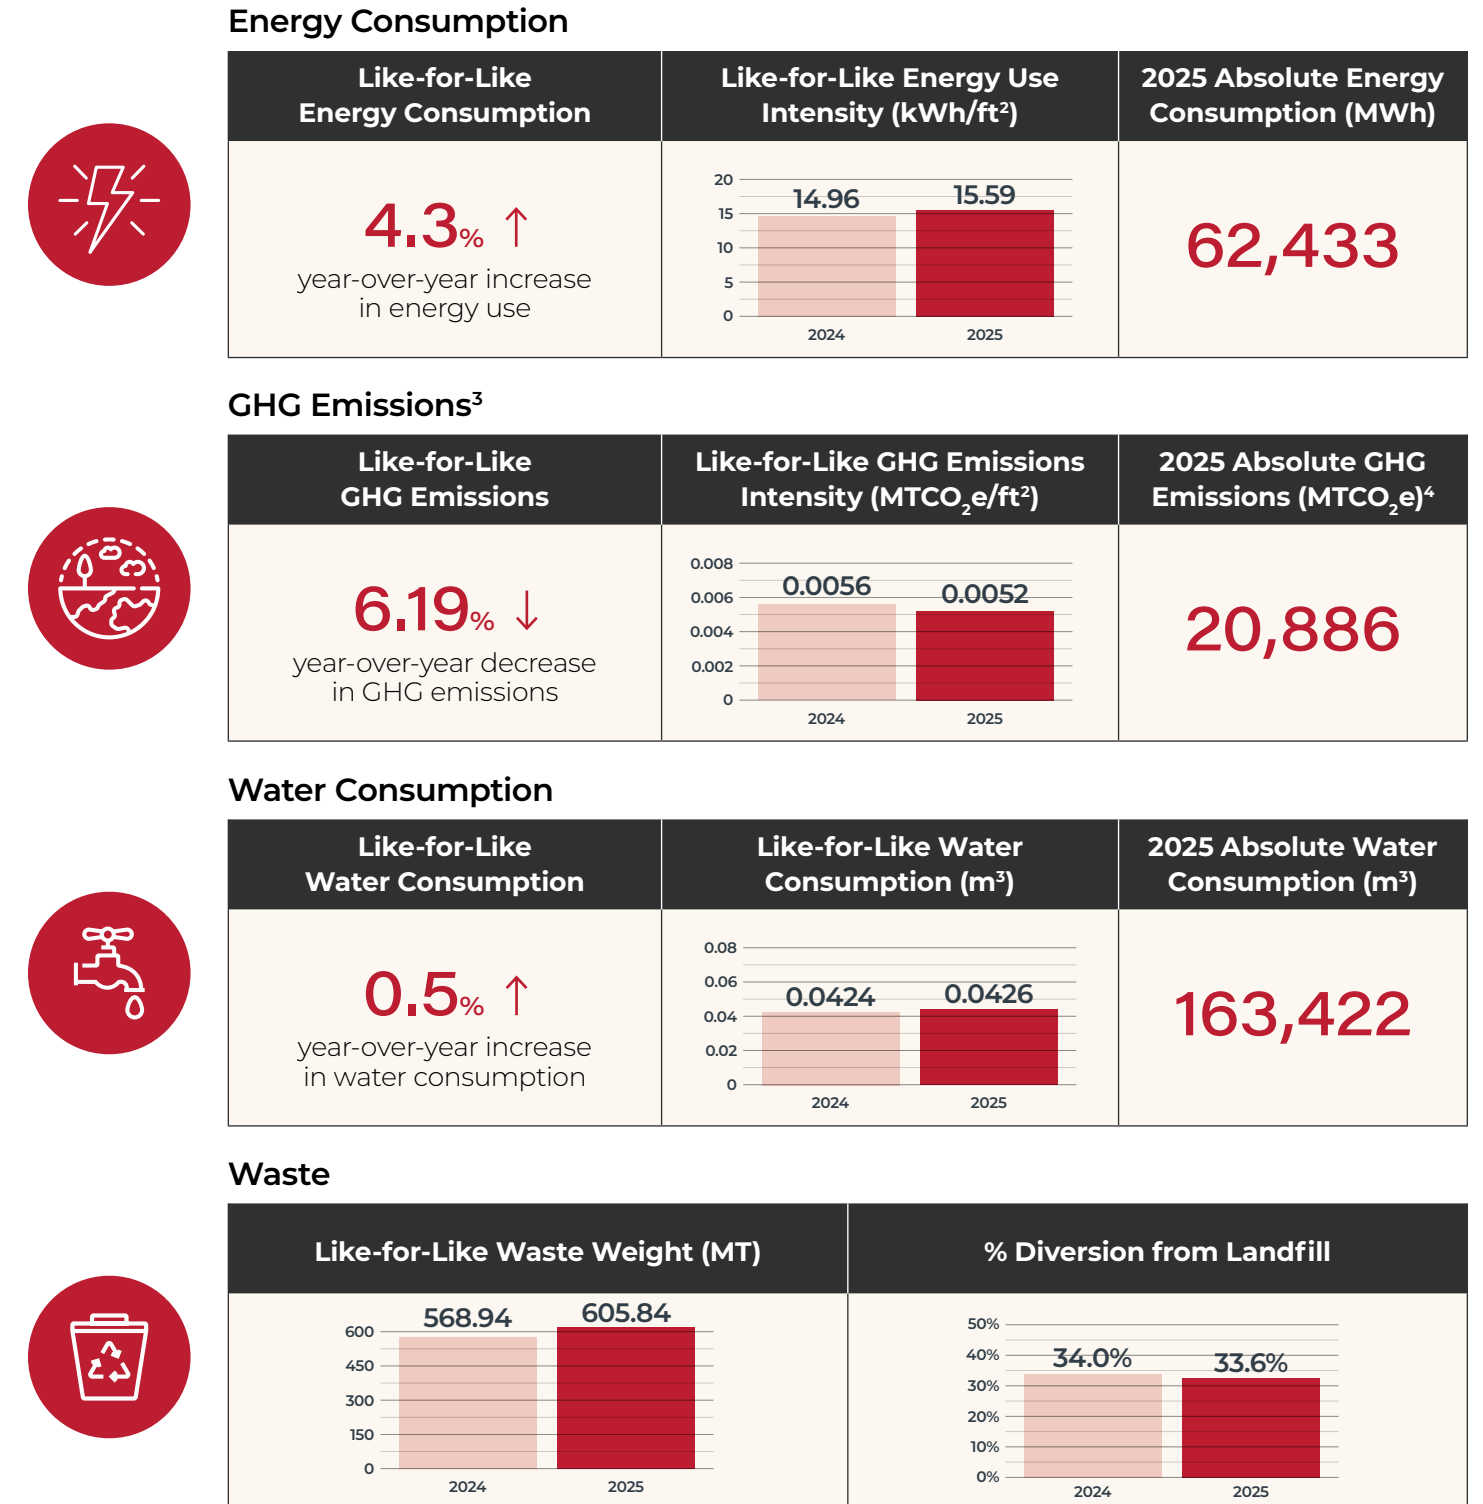 Energy Consumption
Like-for-Like
Energy Consumption
Like-for-Like Energy Use
Intensity (kWh/ft²)
2025 Absolute Energy
Consumption (MWh)
4.3% ↑
year-over-year increase
in energy use
20
15
10
5
0
14.96
15.59
2024
2025
62,433
GHG Emissions³
Like-for-Like
GHG Emissions
Like-for-Like GHG Emissions
Intensity (MTCO₂e/ft²)
2025 Absolute GHG
Emissions (MTCO₂e)⁴
6.19% ↓
year-over-year decrease
in GHG emissions
0.008
0.006
0.004
0.002
0
0.0056
0.0052
2024
2025
20,886
Water Consumption
Like-for-Like
Water Consumption
Like-for-Like Water
Consumption (m³)
2025 Absolute Water
Consumption (m³)
0.5% ↑
year-over-year increase
in water consumption
0.08
0.06
0.04
0.02
0
0.0424
0.0426
2024
2025
163,422
Waste
Like-for-Like Waste Weight (MT)
% Diversion from Landfill
600
450
300
150
0
568.94
605.84
2024
2025
50%
40%
30%
20%
10%
0%
34.0%
33.6%
2024
2025